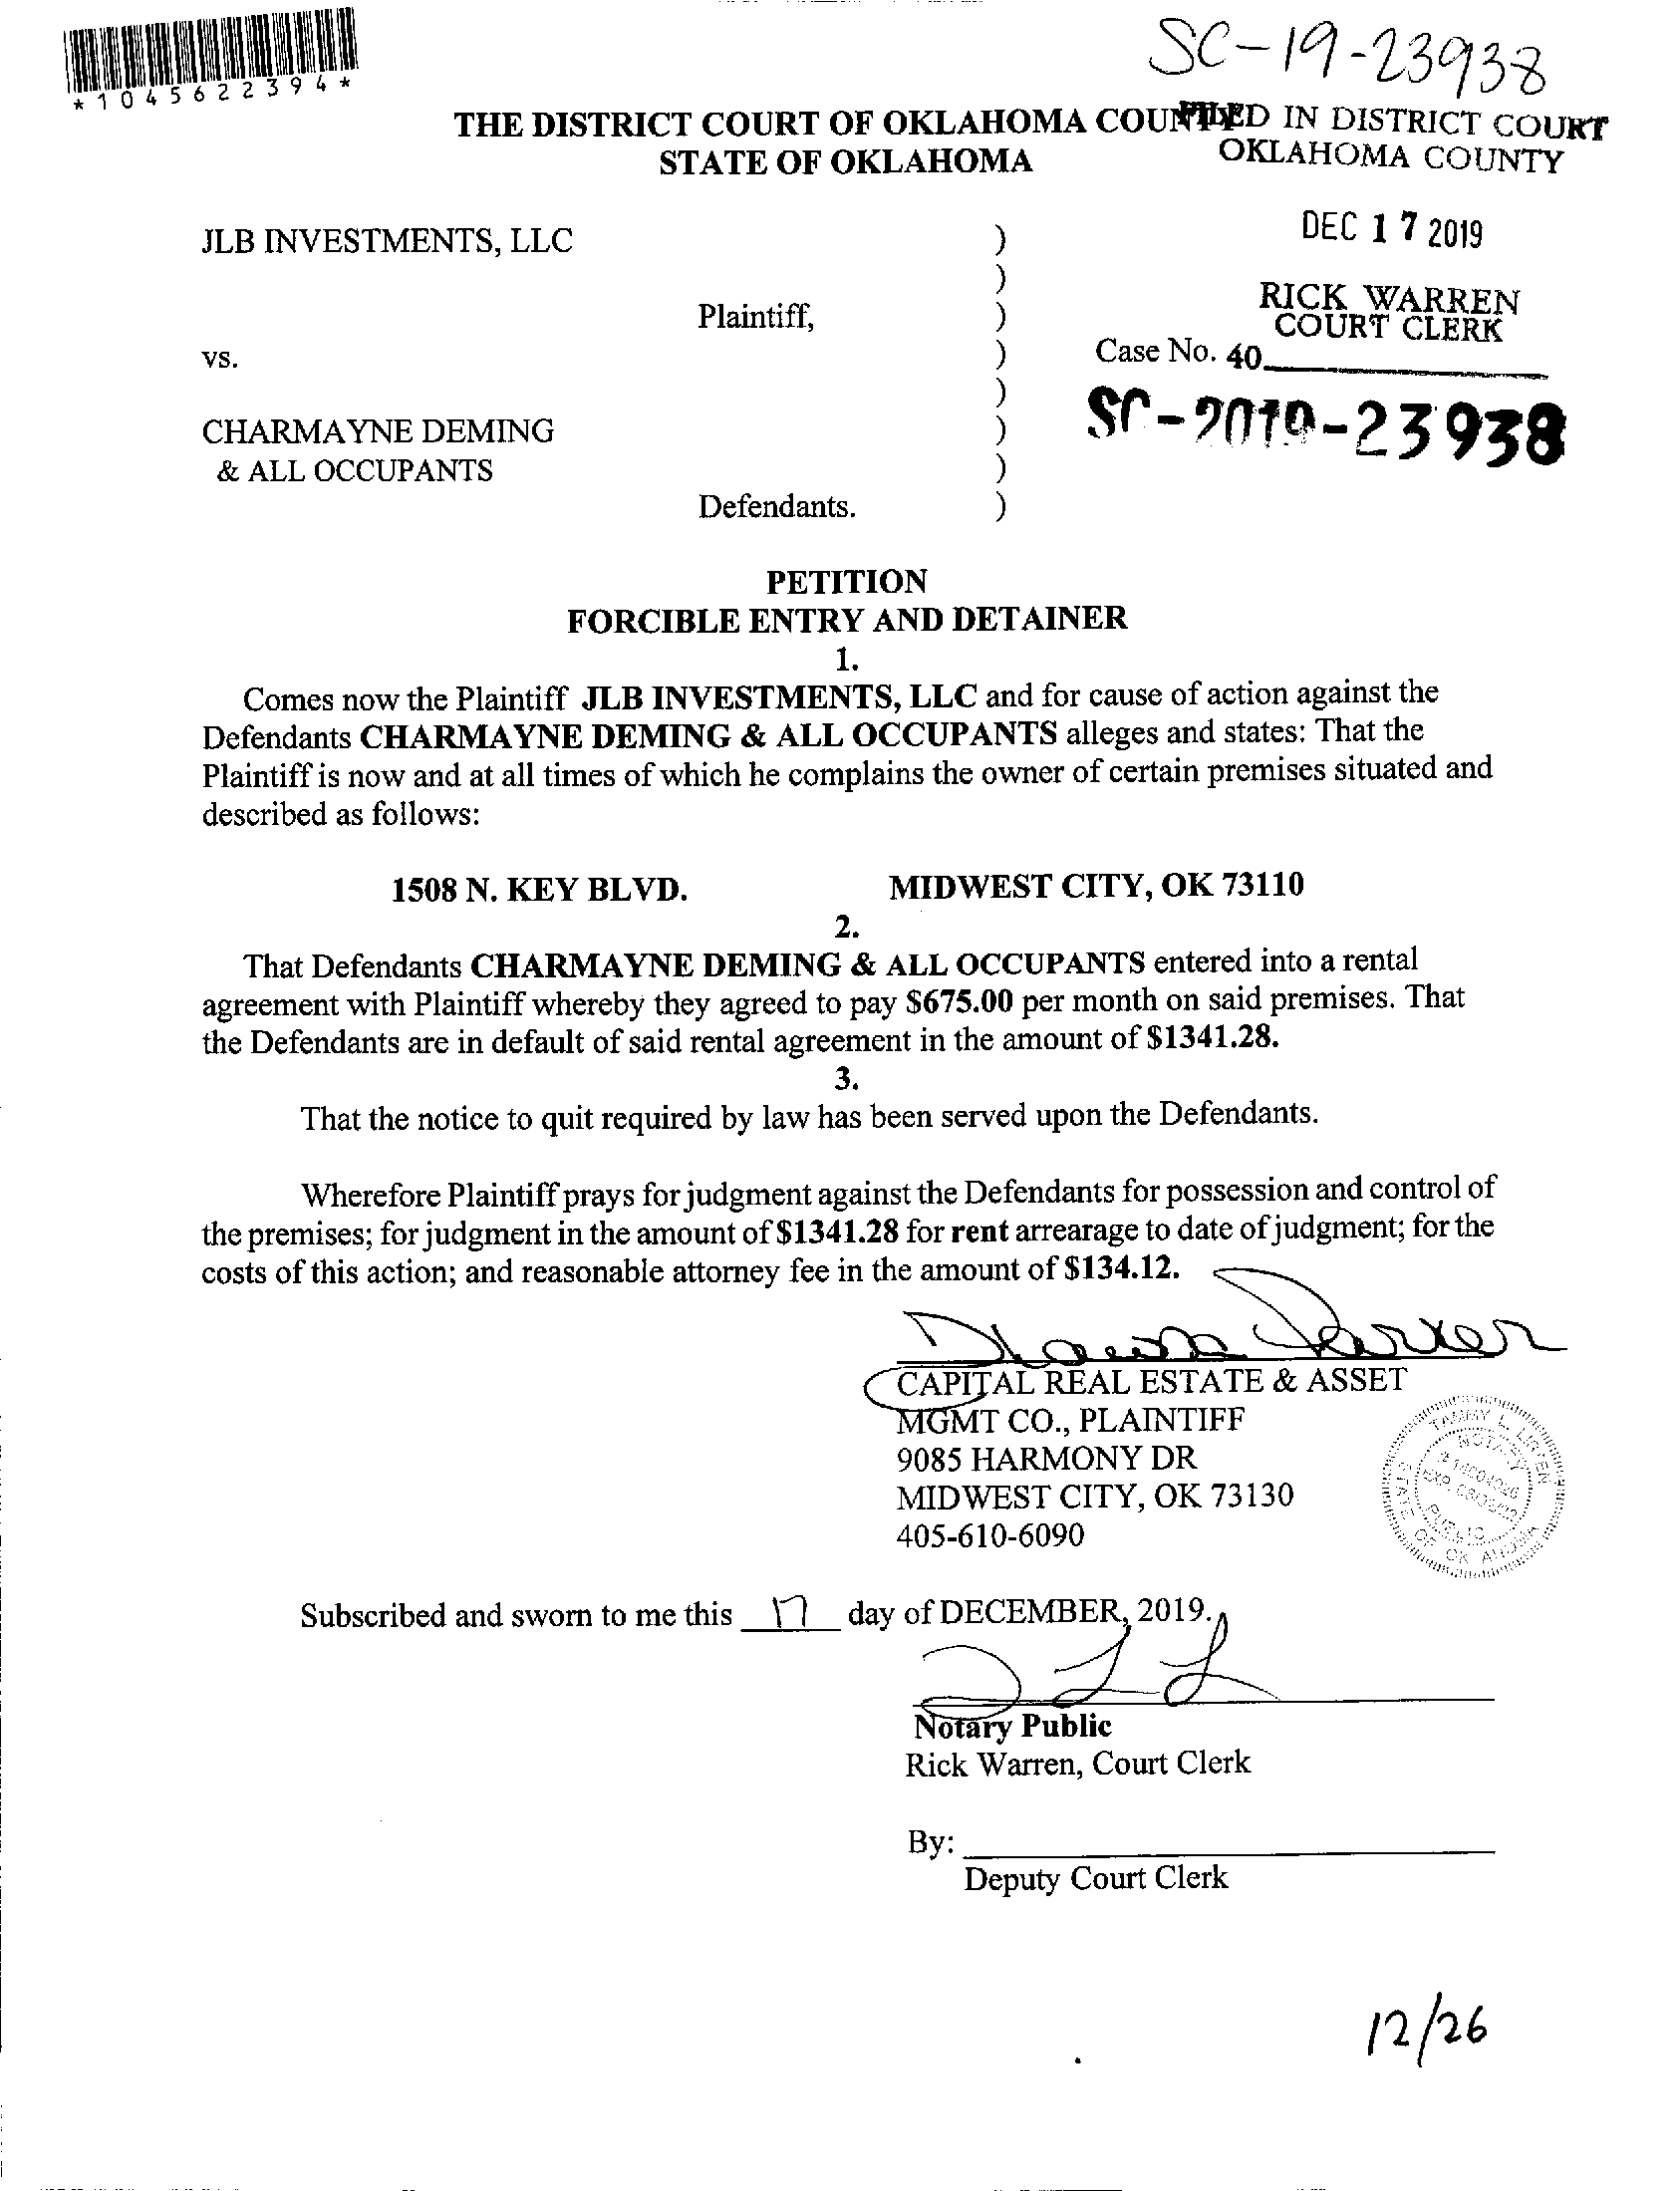 SC-19-23938
*1045622394*
THE DISTRICT COURT OF OKLAHOMA COUNTY
STATE OF OKLAHOMA
FILED IN DISTRICT COURT
OKLAHOMA COUNTY
DEC 17 2019
RICK WARREN
COURT CLERK
JLB INVESTMENTS, LLC )
)
Plaintiff, )
vs. ) Case No. 40
)
SC-2019-23938
CHARMAYNE DEMING )
& ALL OCCUPANTS )
Defendants. )
PETITION
FORCIBLE ENTRY AND DETAINER
1.
Comes now the Plaintiff JLB INVESTMENTS, LLC and for cause of action against the
Defendants CHARMAYNE DEMING & ALL OCCUPANTS alleges and states: That the
Plaintiff is now and at all times of which he complains the owner of certain premises situated and
described as follows:
1508 N. KEY BLVD. MIDWEST CITY, OK 73110
2.
That Defendants CHARMAYNE DEMING & ALL OCCUPANTS entered into a rental
agreement with Plaintiff whereby they agreed to pay $675.00 per month on said premises. That
the Defendants are in default of said rental agreement in the amount of $1341.28.
3.
That the notice to quit required by law has been served upon the Defendants.
Wherefore Plaintiff prays for judgment against the Defendants for possession and control of
the premises; for judgment in the amount of $1341.28 for rent arrearage to date of judgment; for the
costs of this action; and reasonable attorney fee in the amount of $134.12.
CAPITAL REAL ESTATE & ASSET
MGMT CO., PLAINTIFF
9085 HARMONY DR
MIDWEST CITY, OK 73130
405-610-6090
TAMMY L.
NOTARY
PUBLIC
STATE OF OKLAHOMA
Subscribed and sworn to me this 17 day of DECEMBER, 2019.
Notary Public
Rick Warren, Court Clerk
By:
Deputy Court Clerk
12/26